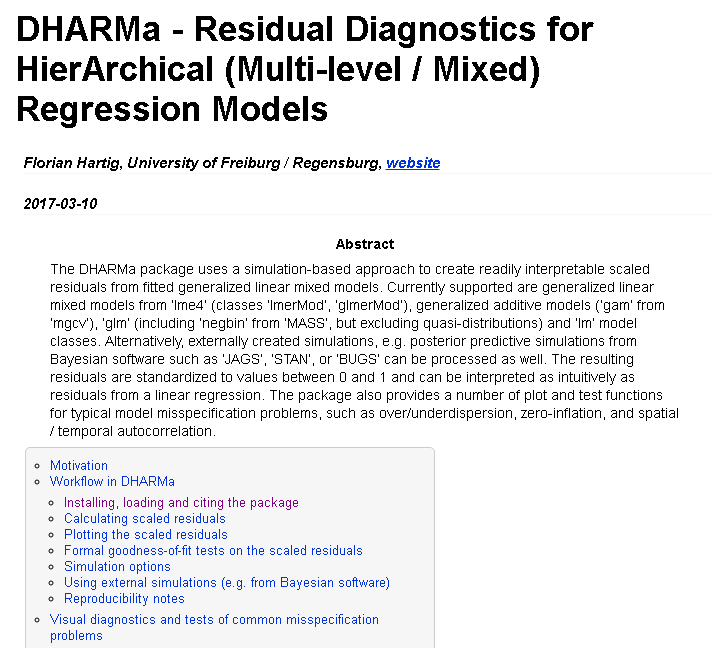 DHARMa - Residual Diagnostics for
HierArchical (Multi-level / Mixed)
Regression Models
Florian Hartig, University of Freiburg / Regensburg, website
2017-03-10
Abstract
The DHARMa package uses a simulation-based approach to create readily interpretable scaled
residuals from fitted generalized linear mixed models. Currently supported are generalized linear
mixed models from 'lme4' (classes 'lmerMod', 'glmerMod'), generalized additive models ('gam' from
'mgcv'), 'glm' (including 'negbin' from 'MASS', but excluding quasi-distributions) and 'lm' model
classes. Alternatively, externally created simulations, e.g. posterior predictive simulations from
Bayesian software such as 'JAGS', 'STAN', or 'BUGS' can be processed as well. The resulting
residuals are standardized to values between 0 and 1 and can be interpreted as intuitively as
residuals from a linear regression. The package also provides a number of plot and test functions
for typical model misspecification problems, such as over/underdispersion, zero-inflation, and spatial
/ temporal autocorrelation.
Motivation
Workflow in DHARMa
Installing, loading and citing the package
Calculating scaled residuals
Plotting the scaled residuals
Formal goodness-of-fit tests on the scaled residuals
Simulation options
Using external simulations (e.g. from Bayesian software)
Reproducibility notes
Visual diagnostics and tests of common misspecification
problems